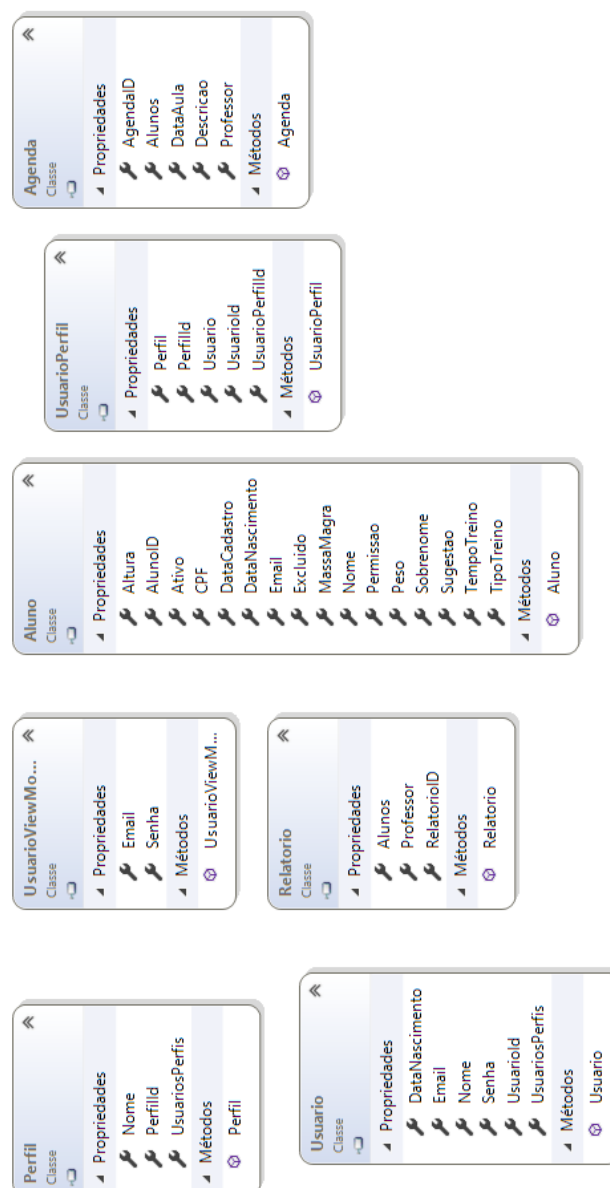 Perfil
Classe
Propriedades
Nome
PerfilId
UsuariosPerfis
Métodos
Perfil
UsuarioViewMo...
Classe
Propriedades
Email
Senha
Métodos
UsuarioViewM...
Aluno
Classe
Propriedades
Altura
AlunoID
Ativo
CPF
DataCadastro
DataNascimento
Email
Excluido
MassaMagra
Nome
Permissao
Peso
Sobrenome
Sugestao
TempoTreino
TipoTreino
Métodos
Aluno
UsuarioPerfil
Classe
Propriedades
Perfil
PerfilId
Usuario
UsuarioId
UsuarioPerfilId
Métodos
UsuarioPerfil
Agenda
Classe
Propriedades
AgendaID
Alunos
DataAula
Descricao
Professor
Métodos
Agenda
Usuario
Classe
Propriedades
DataNascimento
Email
Nome
Senha
UsuarioId
UsuariosPerfis
Métodos
Usuario
Relatorio
Classe
Propriedades
Alunos
Professor
RelatorioID
Métodos
Relatorio